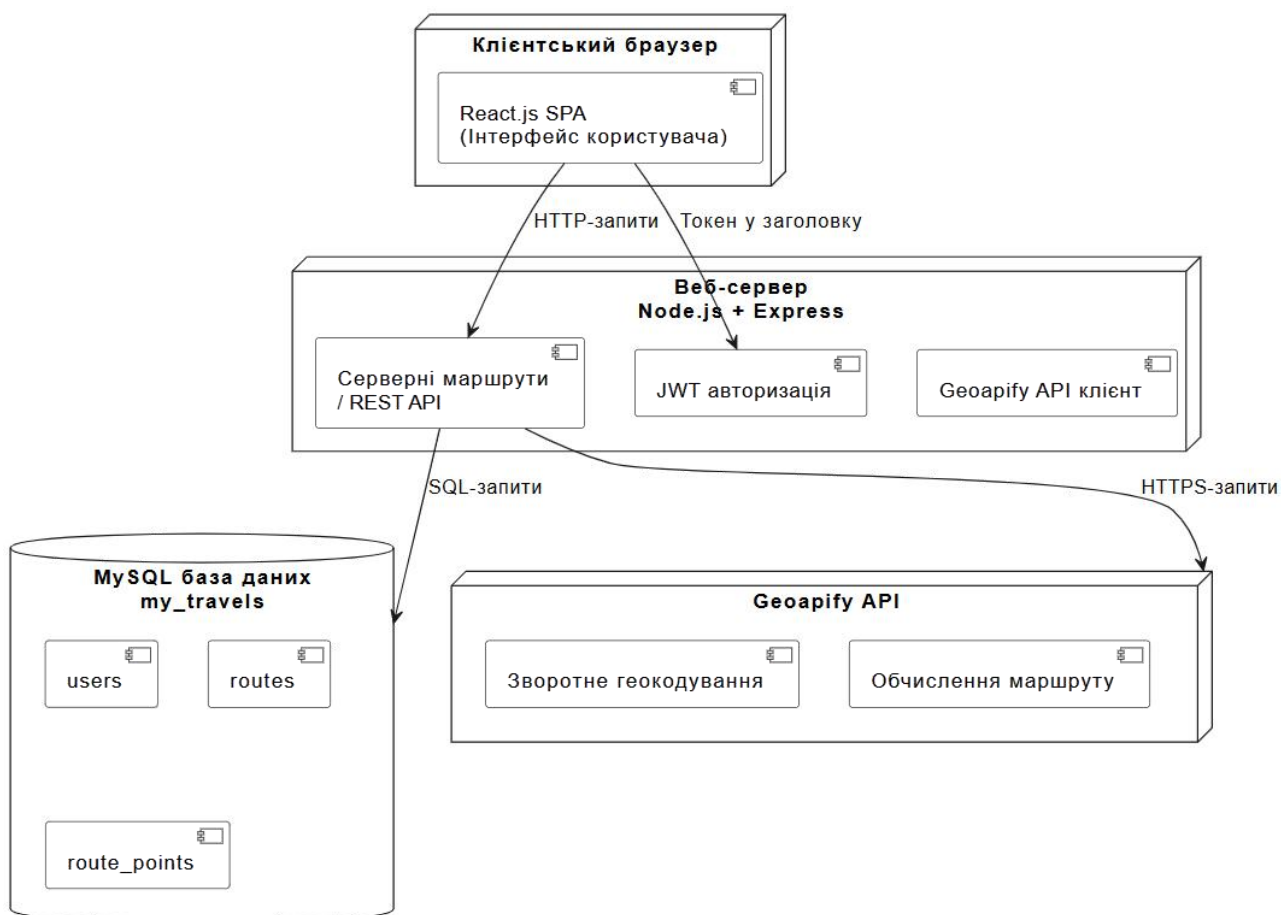 Клієнтський браузер
React.js SPA
(Інтерфейс користувача)
HTTP-запити
Токен у заголовку
Веб-сервер
Node.js + Express
Серверні маршрути
/ REST API
JWT авторизація
Geoapify API клієнт
SQL-запити
HTTPS-запити
MySQL база даних
my_travels
users
routes
route_points
Geoapify API
Зворотне геокодування
Обчислення маршруту